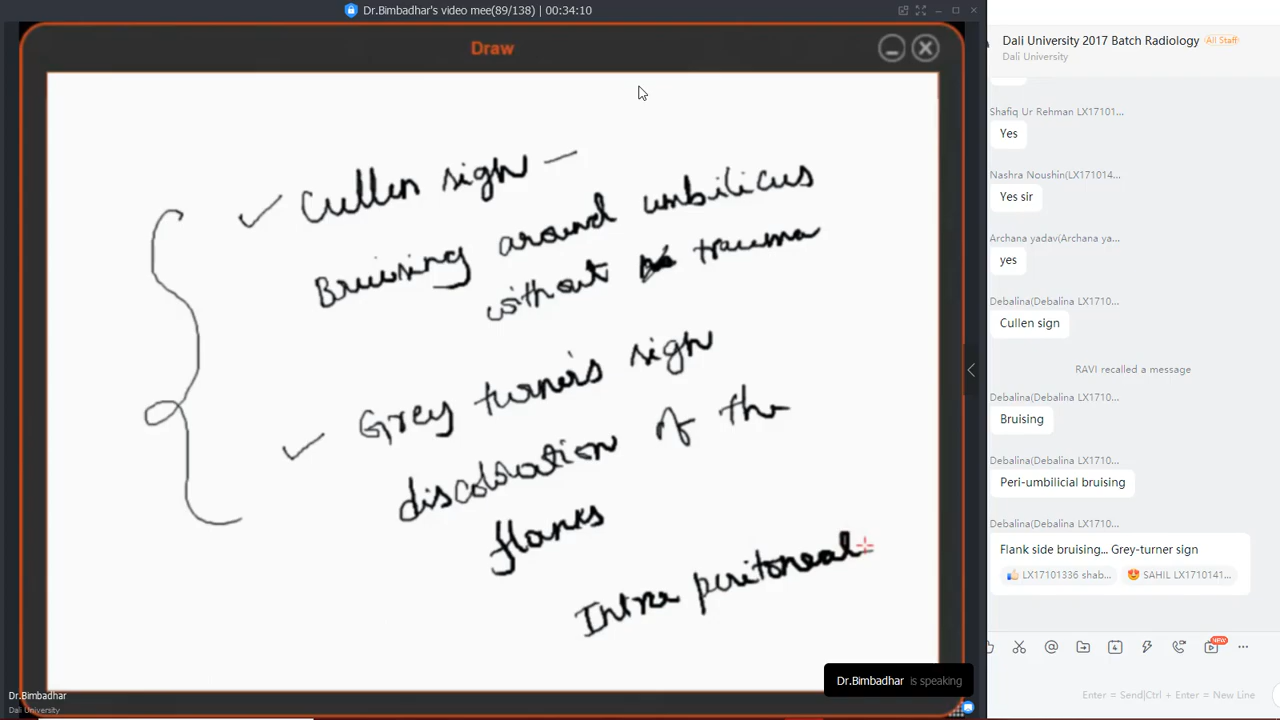 Dr.Bimbadhar's video mee(89/138) | 00:34:10
Draw
Cullen sign –
Bruising around umbilicus
without trauma
Grey turner's sign
discoloration of the
flanks
Intra peritoneal
Dr.Bimbadhar
Dali University
Dr.Bimbadhar is speaking
Dali University 2017 Batch Radiology All Staff
Dali University
Shafiq Ur Rehman LX17101...
Yes
Nashra Noushin(LX171014...
Yes sir
Archana yadav(Archana ya...
yes
Debalina(Debalina LX1710...
Cullen sign
RAVI recalled a message
Debalina(Debalina LX1710...
Bruising
Debalina(Debalina LX1710...
Peri-umbilicial bruising
Debalina(Debalina LX1710...
Flank side bruising... Grey-turner sign
LX17101336 shab... SAHIL LX1710141...
NEW
Enter = Send|Ctrl + Enter = New Line